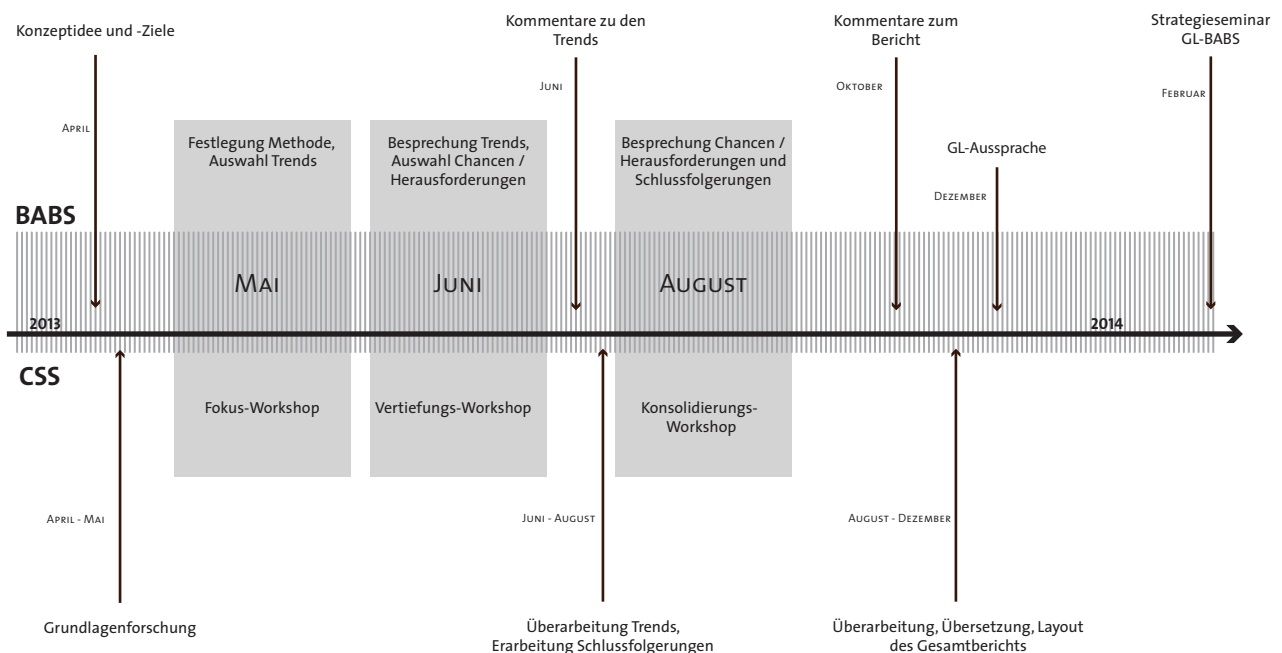 Konzeptidee und -Ziele
Kommentare zu den
Trends
Kommentare zum
Bericht
Strategieseminar
GL-BABS
April
Juni
Oktober
Februar
Festlegung Methode,
Auswahl Trends
Besprechung Trends,
Auswahl Chancen /
Herausforderungen
Besprechung Chancen /
Herausforderungen und
Schlussfolgerungen
GL-Aussprache
Dezember
BABS
Mai
Juni
August
2013
2014
CSS
Fokus-Workshop
Vertiefungs-Workshop
Konsolidierungs-
Workshop
April - Mai
Juni - August
August - Dezember
Grundlagenforschung
Überarbeitung Trends,
Erarbeitung Schlussfolgerungen
Überarbeitung, Übersetzung, Layout
des Gesamtberichts